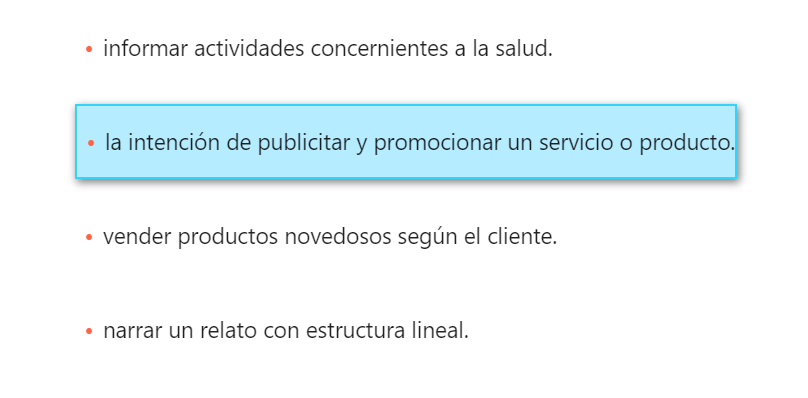 • informar actividades concernientes a la salud.
• la intención de publicitar y promocionar un servicio o producto.
• vender productos novedosos según el cliente.
• narrar un relato con estructura lineal.